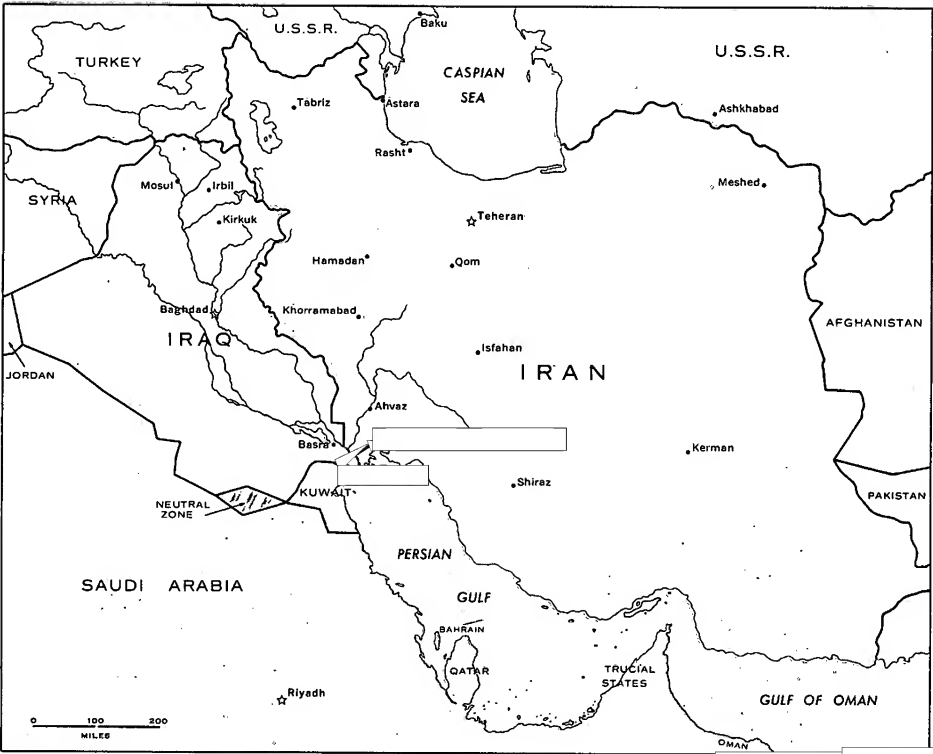 Baku
U.S.S.R.
U.S.S.R.
TURKEY
CASPIAN
SEA
Tabriz
Astara
Ashkhabad
Rasht
Mosul
Irbil
Meshed
SYRIA
Kirkuk
Teheran
Hamadan
Qom
Baghdad
Khorramabad
AFGHANISTAN
IRAQ
Isfahan
IRAN
JORDAN
Ahvaz
Basra
Kerman
Shiraz
KUWAIT
PAKISTAN
NEUTRAL
ZONE
PERSIAN
GULF
SAUDI ARABIA
BAHRAIN
QATAR
TRUCIAL
STATES
Riyadh
GULF OF OMAN
0 100 200
MILES
OMAN